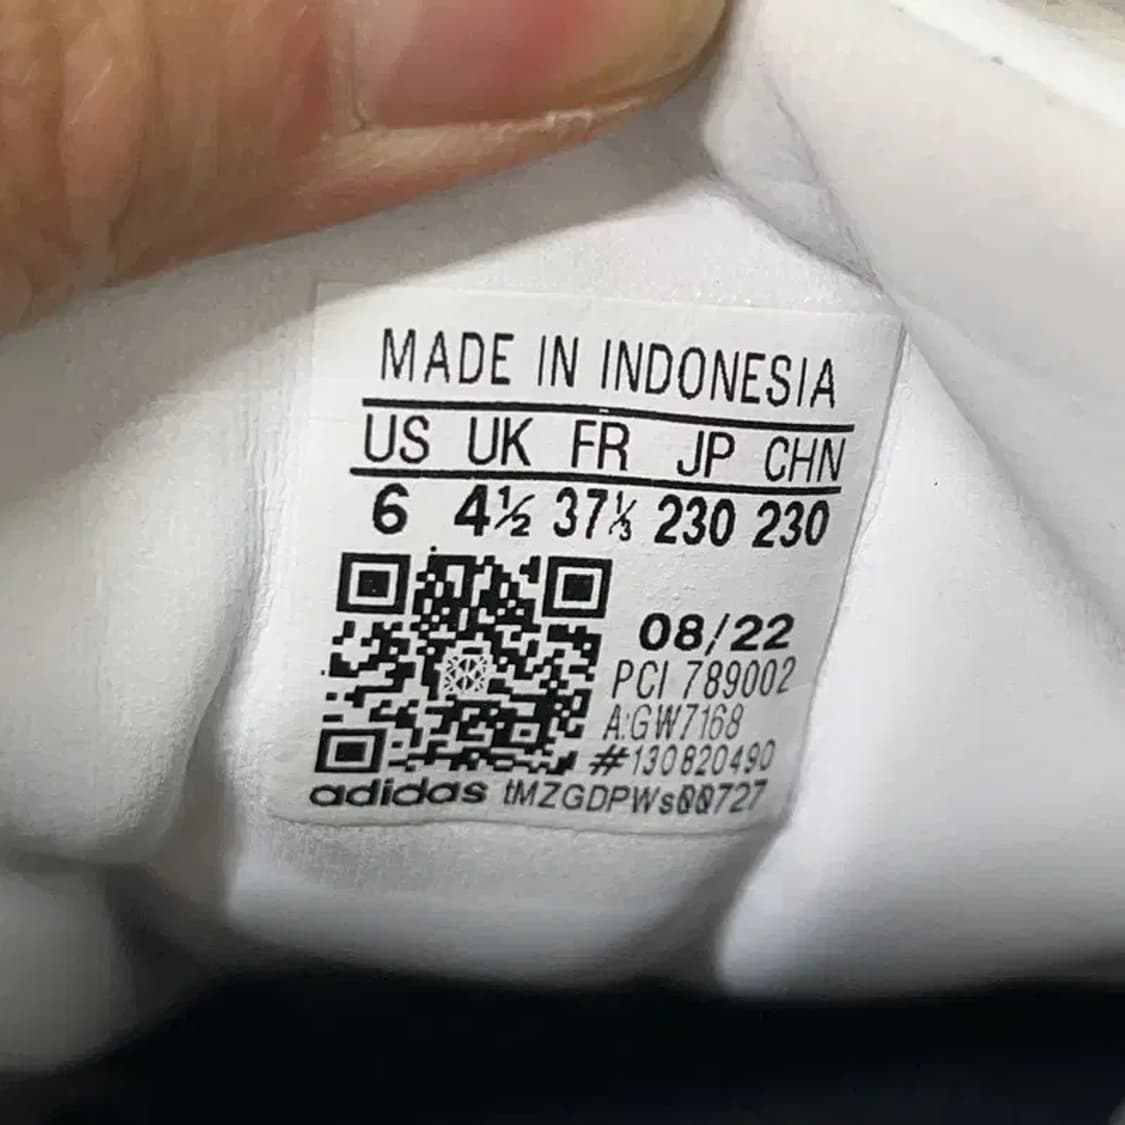 MADE IN INDONESIA
US UK FR JP CHN
6 4½ 37⅓ 230 230
08/22
PCI 789002
A:GW7168
#130820490
adidas tMZGDPWs00727